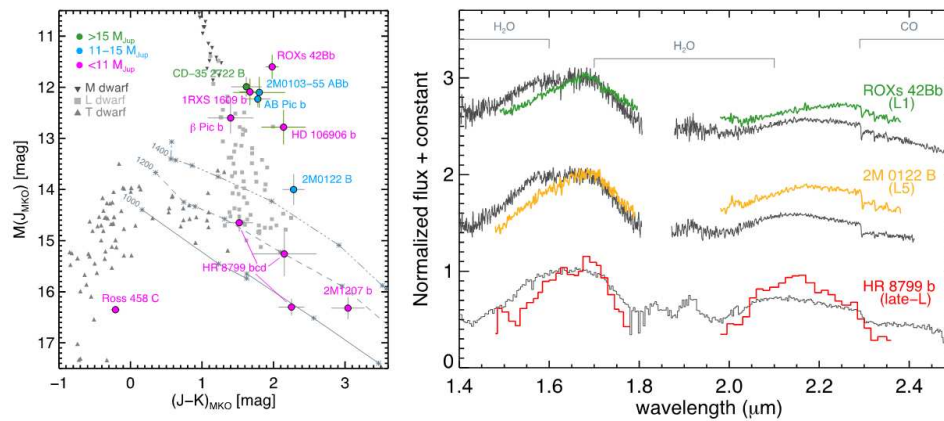 11
12
13
14
15
16
17
M(J_MKO) [mag]
>15 M_Jup
11–15 M_Jup
<11 M_Jup
M dwarf
L dwarf
T dwarf
ROXs 42Bb
CD-35 2722 B
2M0103-55 ABb
1RXS 1609 b
AB Pic b
β Pic b
HD 106906 b
1400
1200
1000
2M0122 B
HR 8799 bcd
Ross 458 C
2M1207 b
-1 0 1 2 3
(J-K)_MKO [mag]
H₂O
H₂O
CO
3
2
1
0
Normalized flux + constant
ROXs 42Bb
(L1)
2M 0122 B
(L5)
HR 8799 b
(late-L)
1.4 1.6 1.8 2.0 2.2 2.4
wavelength (μm)